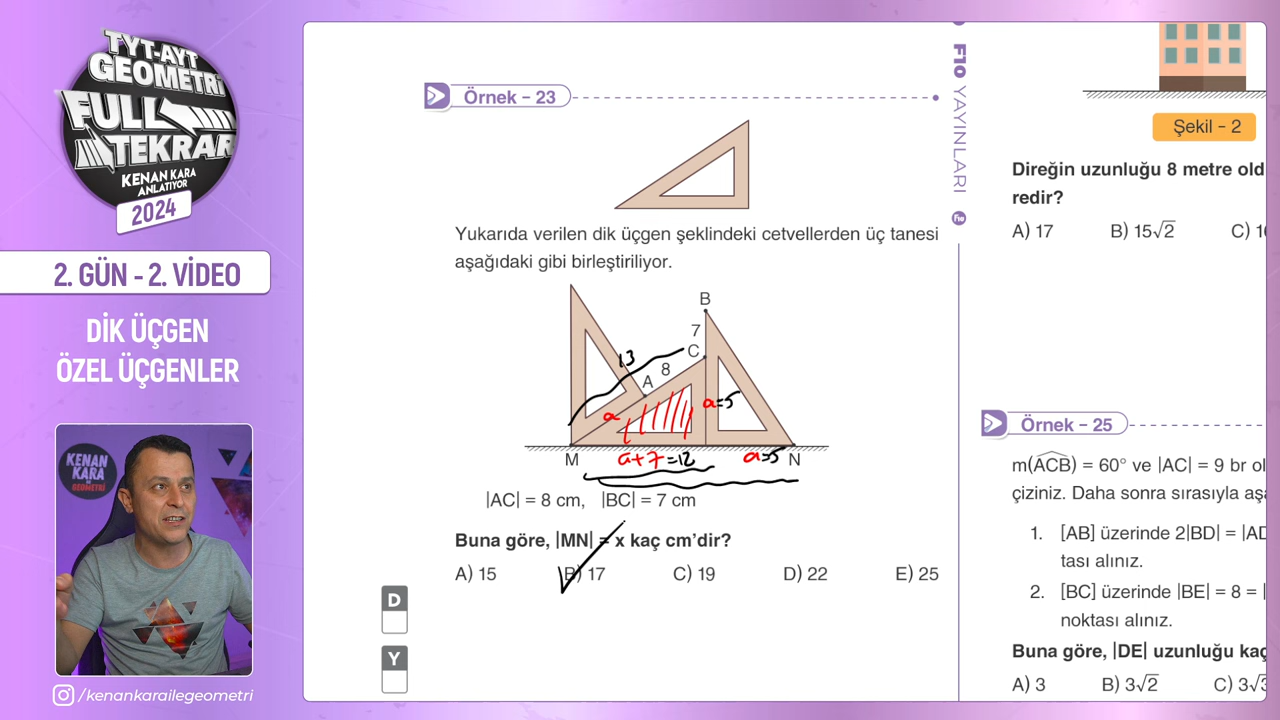 TYT-AYT
GEOMETRİ
FULL
TEKRAR
KENAN KARA
ANLATIYOR
2024
2. GÜN - 2. VİDEO
DİK ÜÇGEN
ÖZEL ÜÇGENLER
KENAN
KARA
GEOMETRİ
/kenankarailegeometri
Örnek - 23
Yukarıda verilen dik üçgen şeklindeki cetvellerden üç tanesi
aşağıdaki gibi birleştiriliyor.
B
7
C
13
8
A
a
a=5
M
a+7=12
a=5
N
|AC| = 8 cm, |BC| = 7 cm
Buna göre, |MN| = x kaç cm'dir?
A) 15 B) 17 C) 19 D) 22 E) 25
D
Y
F10 YAYINLARI
Şekil - 2
Direğin uzunluğu 8 metre old
redir?
A) 17 B) 15√2 C) 1
Örnek - 25
m(ACB) = 60° ve |AC| = 9 br ol
çiziniz. Daha sonra sırasıyla aşa
1. [AB] üzerinde 2|BD| = |AD
tası alınız.
2. [BC] üzerinde |BE| = 8 = |
noktası alınız.
Buna göre, |DE| uzunluğu kaç
A) 3 B) 3√2 C) 3√3